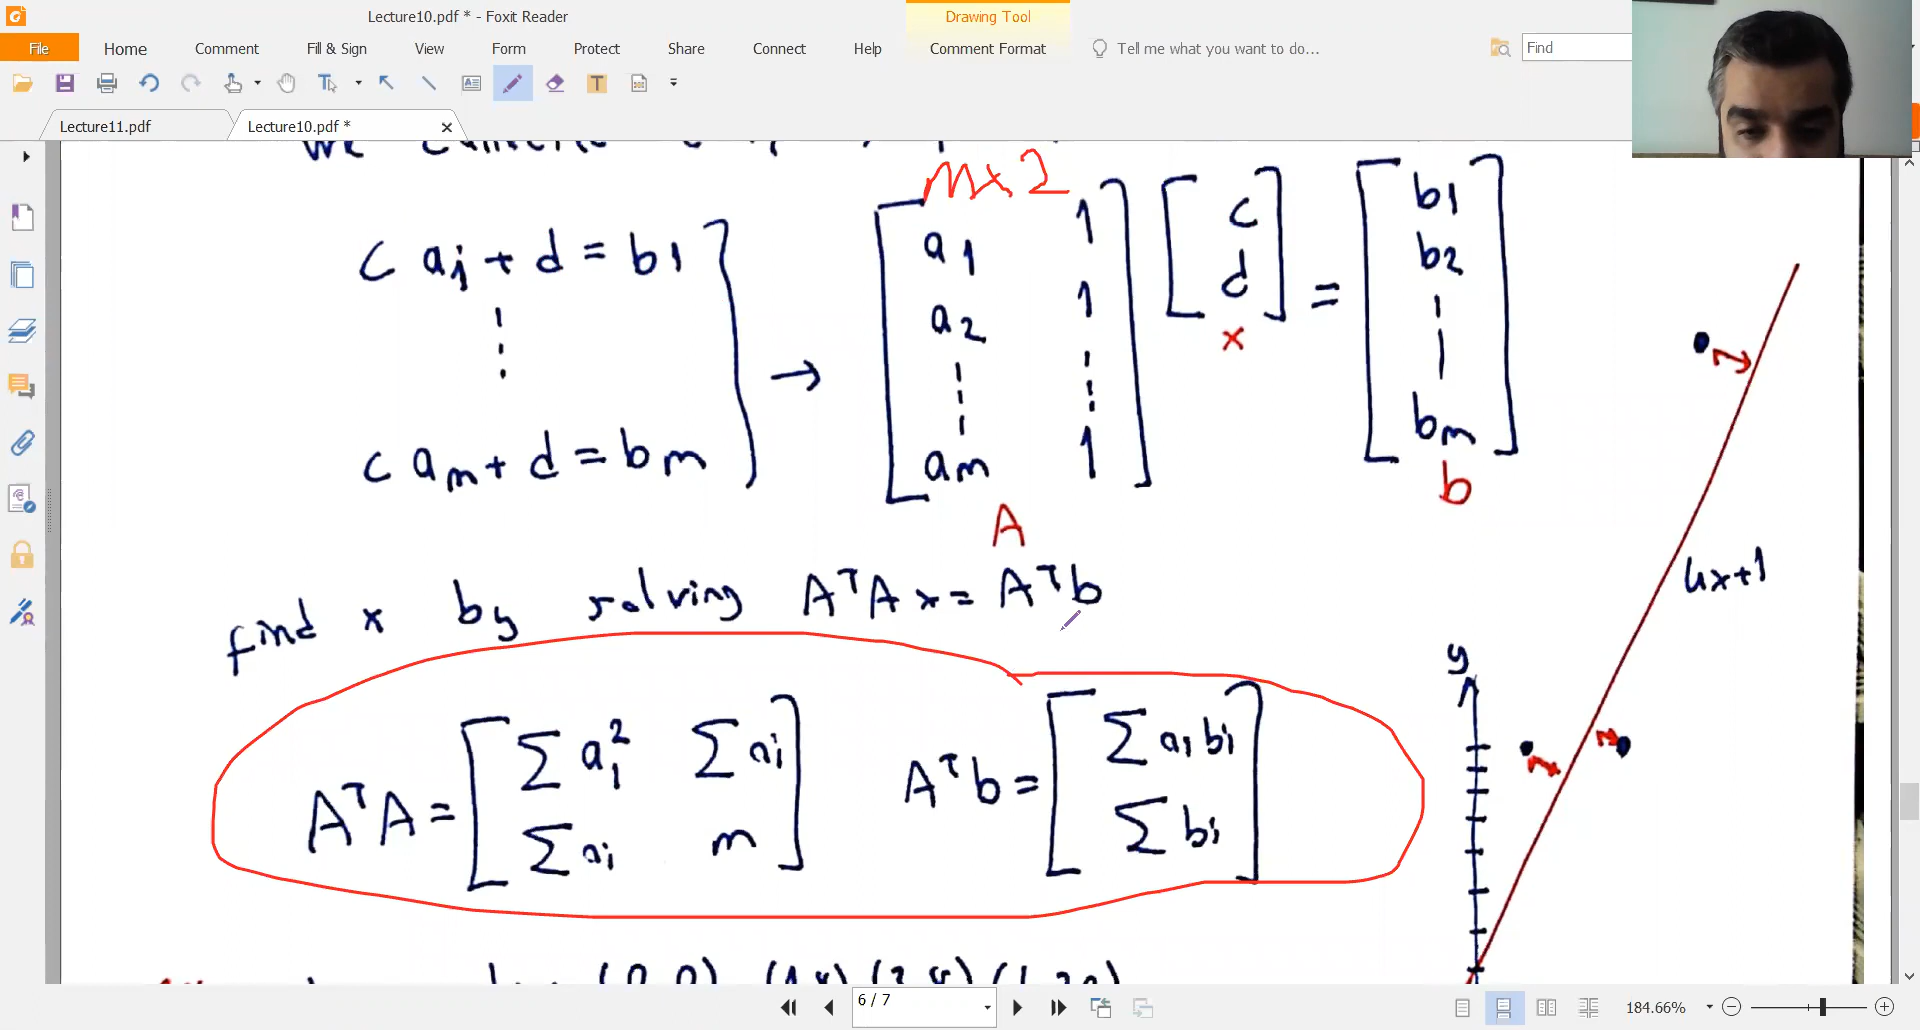 Lecture10.pdf * - Foxit Reader
Drawing Tool
File Home Comment Fill & Sign View Form Protect Share Connect Help Comment Format Tell me what you want to do... Find
Lecture11.pdf Lecture10.pdf *
we
m×2
c a1 + d = b1
⋮
c am + d = bm
→
[ a1 1
a2 1
⋮ ⋮
am 1 ]
A
[ c
d ]
x
=
[ b1
b2
⋮
bm ]
b
find x by solving AᵀA x = Aᵀb
4x+1
y
AᵀA = [ ∑ a1² ∑ ai
∑ ai m ]
Aᵀb = [ ∑ ai bi
∑ bi ]
6 / 7
184.66%